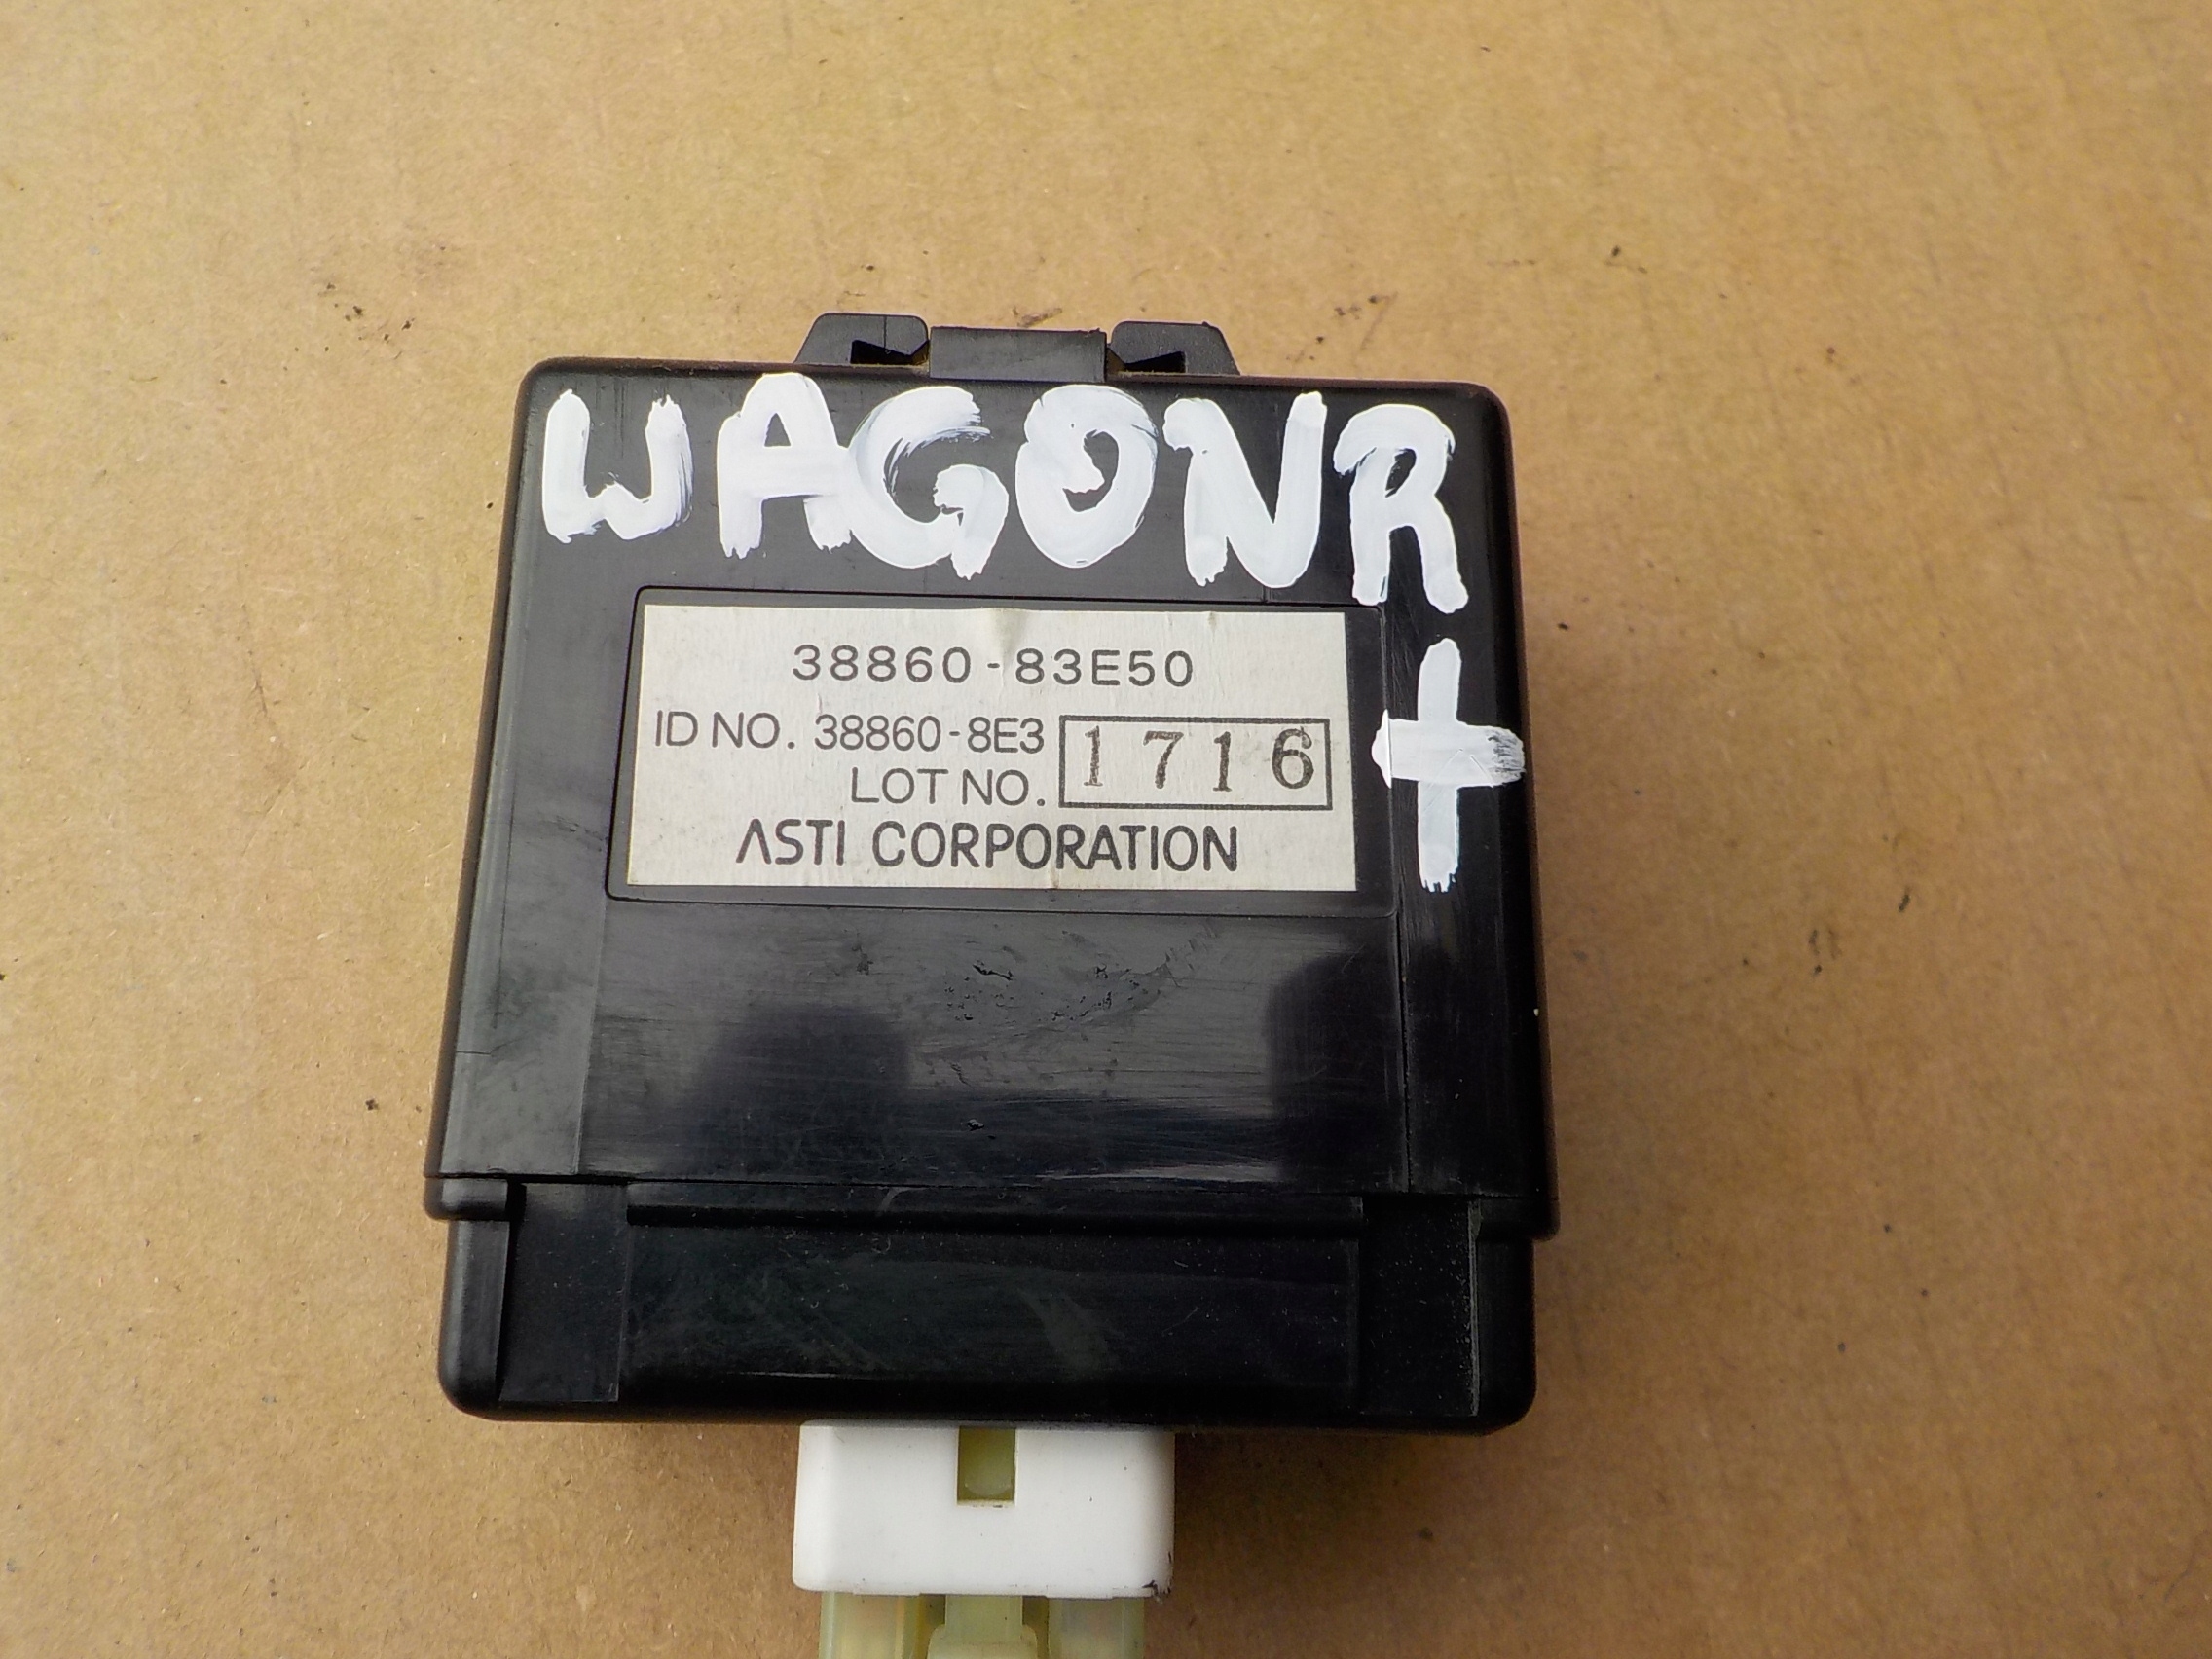 WAGONR
+
38860-83E50
ID NO. 38860-8E3
LOT NO. 1716
ASTI CORPORATION